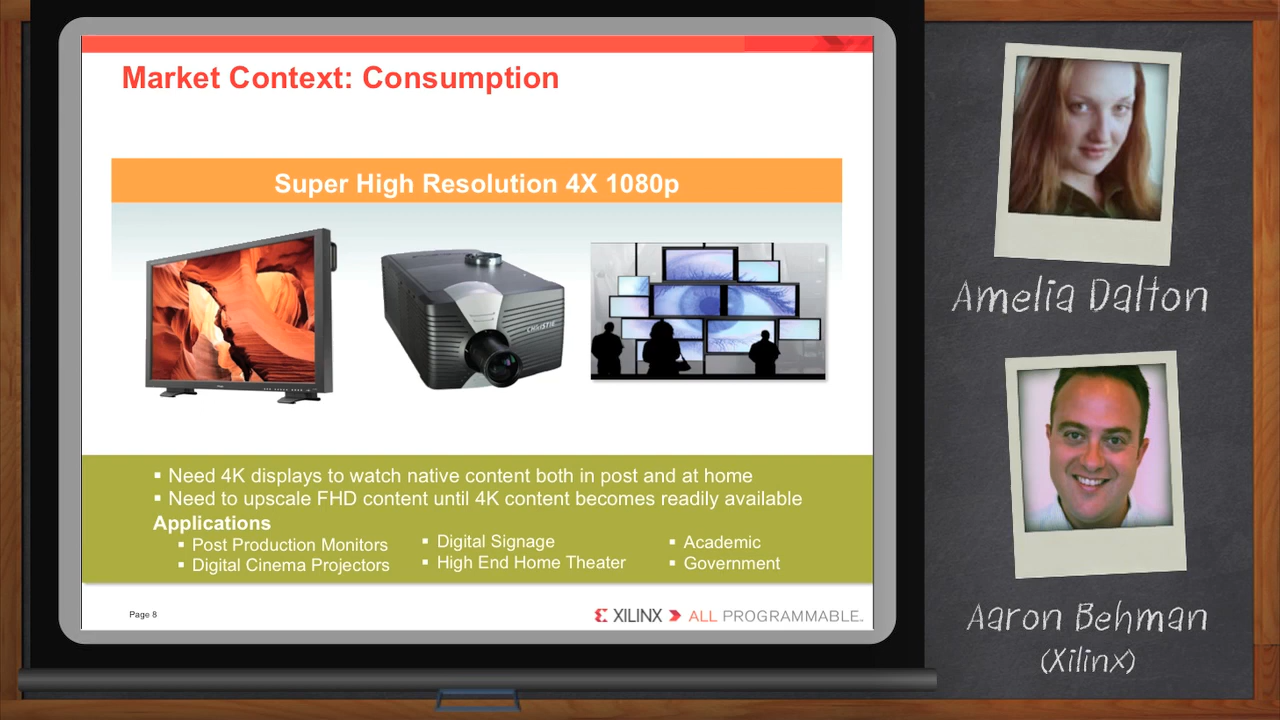 Market Context: Consumption
Super High Resolution 4X 1080p
CHRISTIE
Need 4K displays to watch native content both in post and at home
Need to upscale FHD content until 4K content becomes readily available
Applications
Post Production Monitors
Digital Cinema Projectors
Digital Signage
High End Home Theater
Academic
Government
Page 8
XILINX ALL PROGRAMMABLE™
Amelia Dalton
Aaron Behman
(Xilinx)